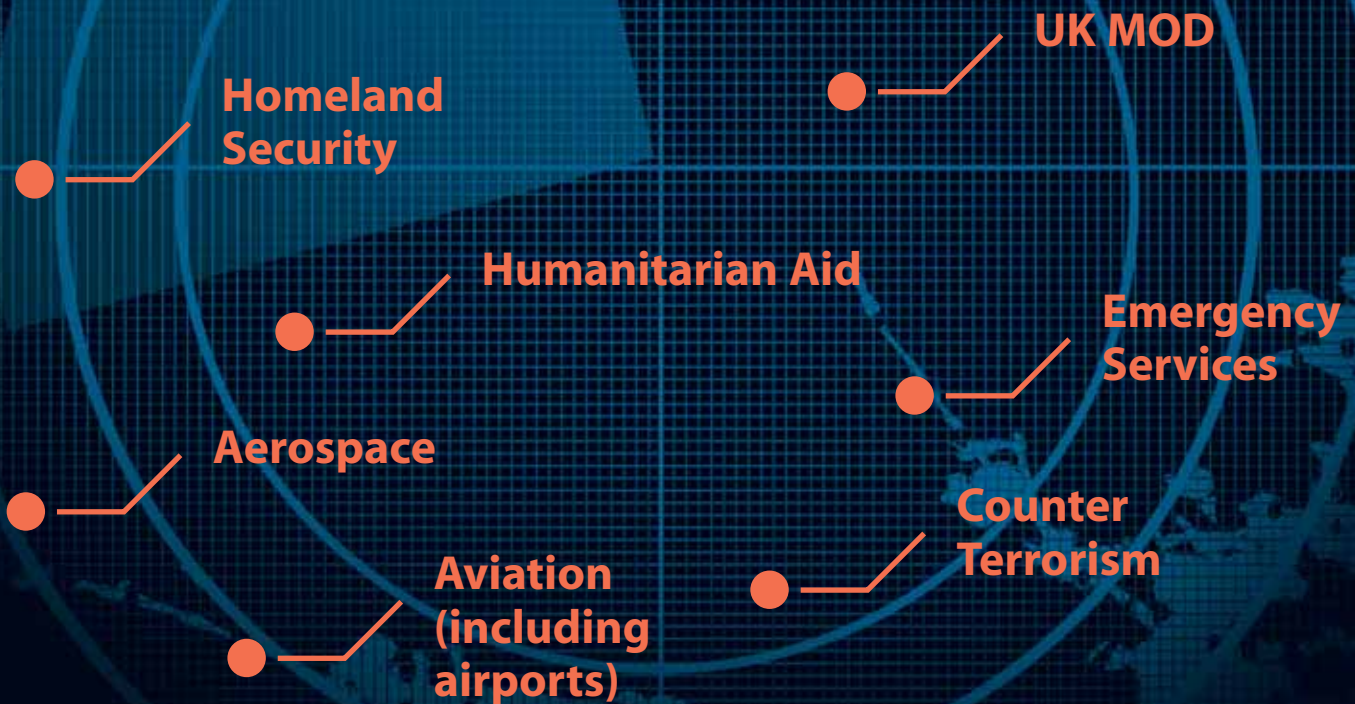 UK MOD
Homeland
Security
Humanitarian Aid
Emergency
Services
Aerospace
Counter
Terrorism
Aviation
(including
airports)